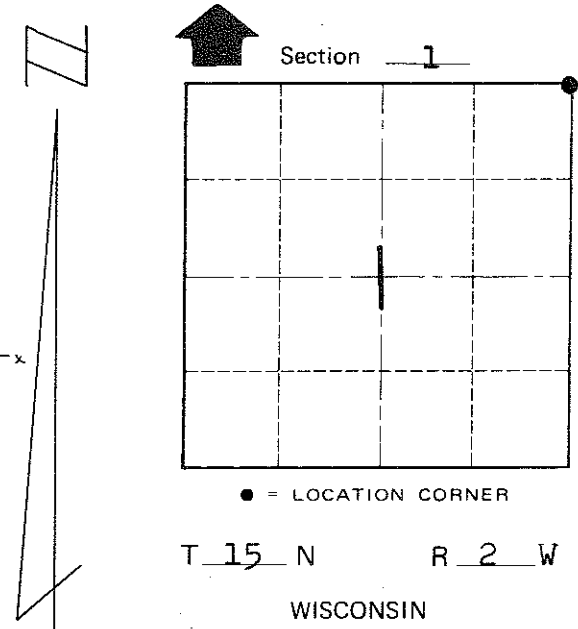 N
Section 1
x
● = LOCATION CORNER
T 15 N R 2 W
WISCONSIN